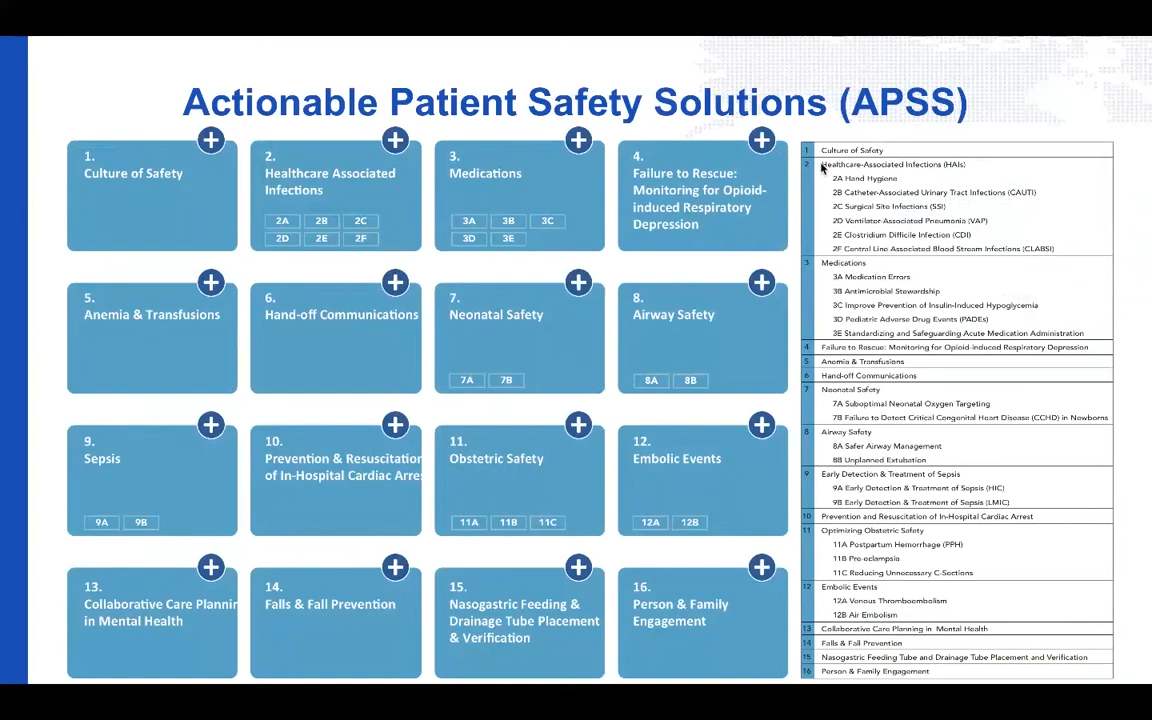 Actionable Patient Safety Solutions (APSS)
1.
Culture of Safety
2.
Healthcare Associated
Infections
2A 2B 2C
2D 2E 2F
3.
Medications
3A 3B 3C
3D 3E
4.
Failure to Rescue:
Monitoring for Opioid-
induced Respiratory
Depression
5.
Anemia & Transfusions
6.
Hand-off Communications
7.
Neonatal Safety
7A 7B
8.
Airway Safety
8A 8B
9.
Sepsis
9A 9B
10.
Prevention & Resuscitation
of In-Hospital Cardiac Arres
11.
Obstetric Safety
11A 11B 11C
12.
Embolic Events
12A 12B
13.
Collaborative Care Plannin
in Mental Health
14.
Falls & Fall Prevention
15.
Nasogastric Feeding &
Drainage Tube Placement
& Verification
16.
Person & Family
Engagement
1 Culture of Safety
2 Healthcare-Associated Infections (HAIs)
2A Hand Hygiene
2B Catheter-Associated Urinary Tract Infections (CAUTI)
2C Surgical Site Infections (SSI)
2D Ventilator-Associated Pneumonia (VAP)
2E Clostridium Difficile Infection (CDI)
2F Central Line Associated Blood Stream Infections (CLABSI)
3 Medications
3A Medication Errors
3B Antimicrobial Stewardship
3C Improve Prevention of Insulin-Induced Hypoglycemia
3D Pediatric Adverse Drug Events (PADEs)
3E Standardizing and Safeguarding Acute Medication Administration
4 Failure to Rescue: Monitoring for Opioid-induced Respiratory Depression
5 Anemia & Transfusions
6 Hand-off Communications
7 Neonatal Safety
7A Suboptimal Neonatal Oxygen Targeting
7B Failure to Detect Critical Congenital Heart Disease (CCHD) in Newborns
8 Airway Safety
8A Safer Airway Management
8B Unplanned Extubation
9 Early Detection & Treatment of Sepsis
9A Early Detection & Treatment of Sepsis (HIC)
9B Early Detection & Treatment of Sepsis (LMIC)
10 Prevention and Resuscitation of In-Hospital Cardiac Arrest
11 Optimizing Obstetric Safety
11A Postpartum Hemorrhage (PPH)
11B Pre-eclampsia
11C Reducing Unnecessary C-Sections
12 Embolic Events
12A Venous Thromboembolism
12B Air Embolism
13 Collaborative Care Planning in Mental Health
14 Falls & Fall Prevention
15 Nasogastric Feeding Tube and Drainage Tube Placement and Verification
16 Person & Family Engagement